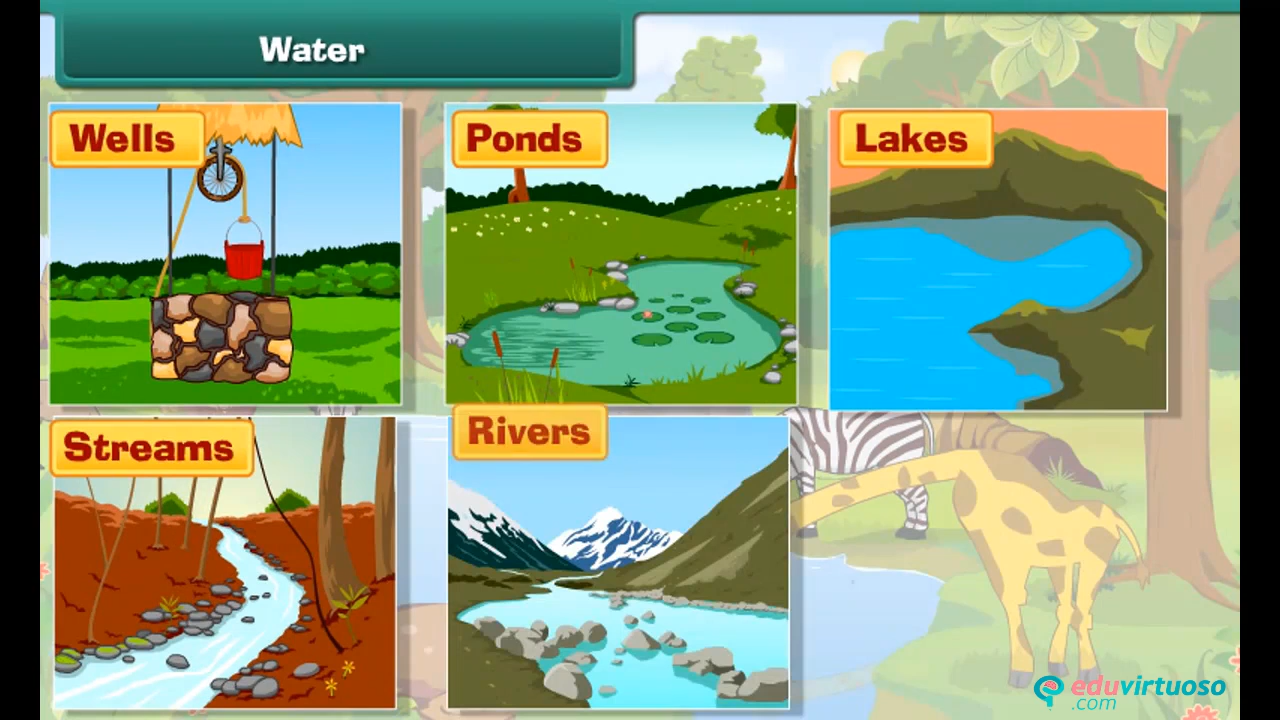 Water
Wells
Ponds
Lakes
Streams
Rivers
eduvirtuoso
.com